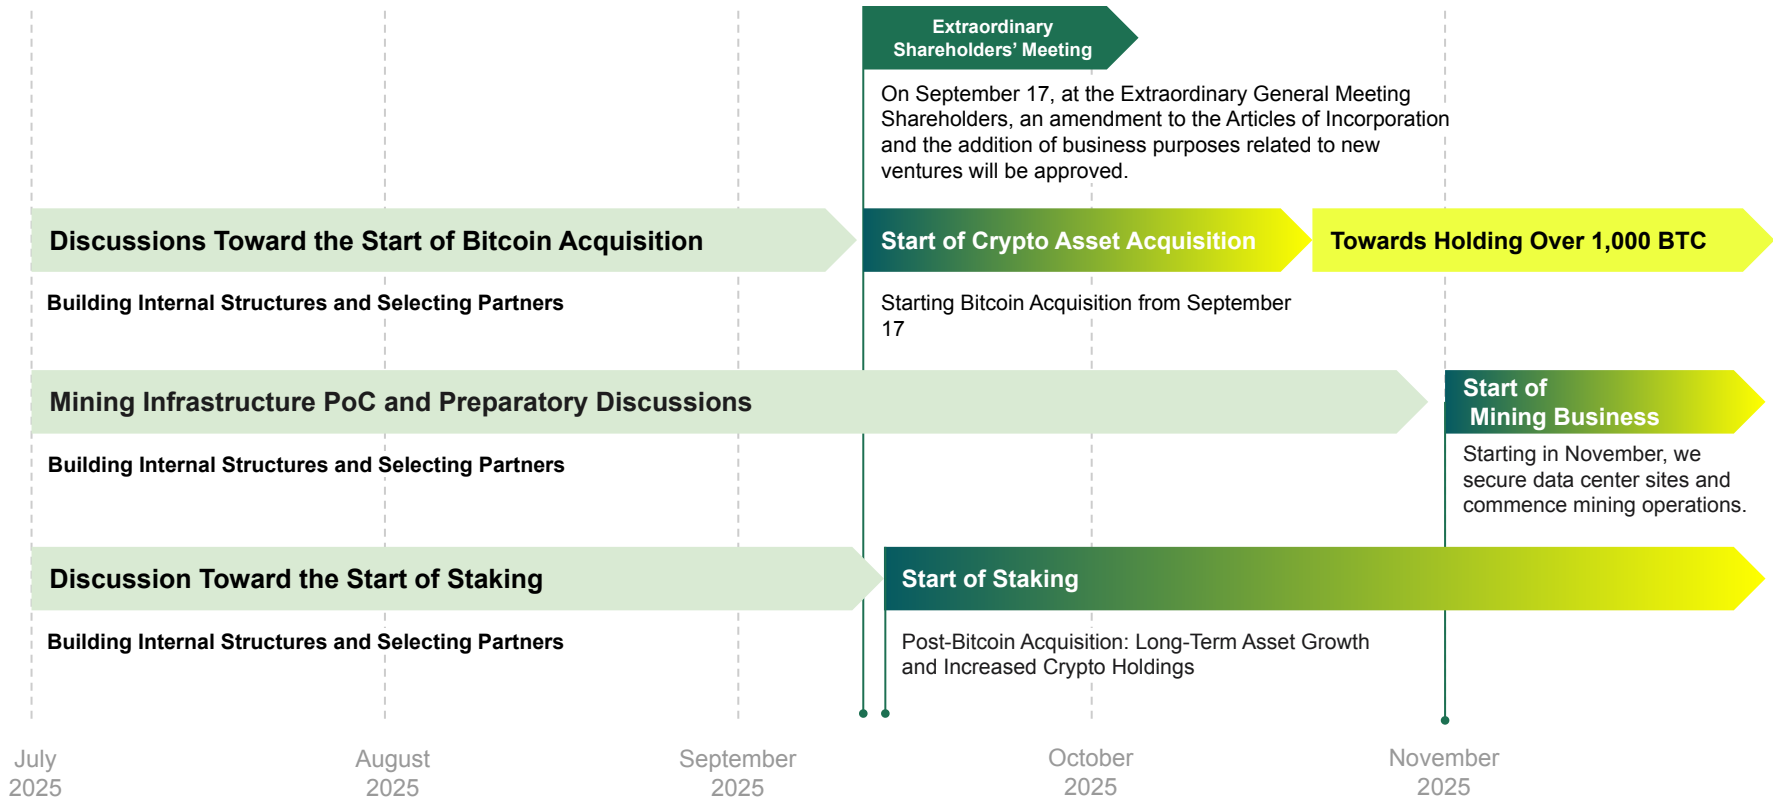 Extraordinary
Shareholders’ Meeting
On September 17, at the Extraordinary General Meeting
Shareholders, an amendment to the Articles of Incorporation
and the addition of business purposes related to new
ventures will be approved.
Discussions Toward the Start of Bitcoin Acquisition
Start of Crypto Asset Acquisition
Towards Holding Over 1,000 BTC
Building Internal Structures and Selecting Partners
Starting Bitcoin Acquisition from September
17
Mining Infrastructure PoC and Preparatory Discussions
Start of
Mining Business
Building Internal Structures and Selecting Partners
Starting in November, we
secure data center sites and
commence mining operations.
Discussion Toward the Start of Staking
Start of Staking
Building Internal Structures and Selecting Partners
Post-Bitcoin Acquisition: Long-Term Asset Growth
and Increased Crypto Holdings
July
2025
August
2025
September
2025
October
2025
November
2025